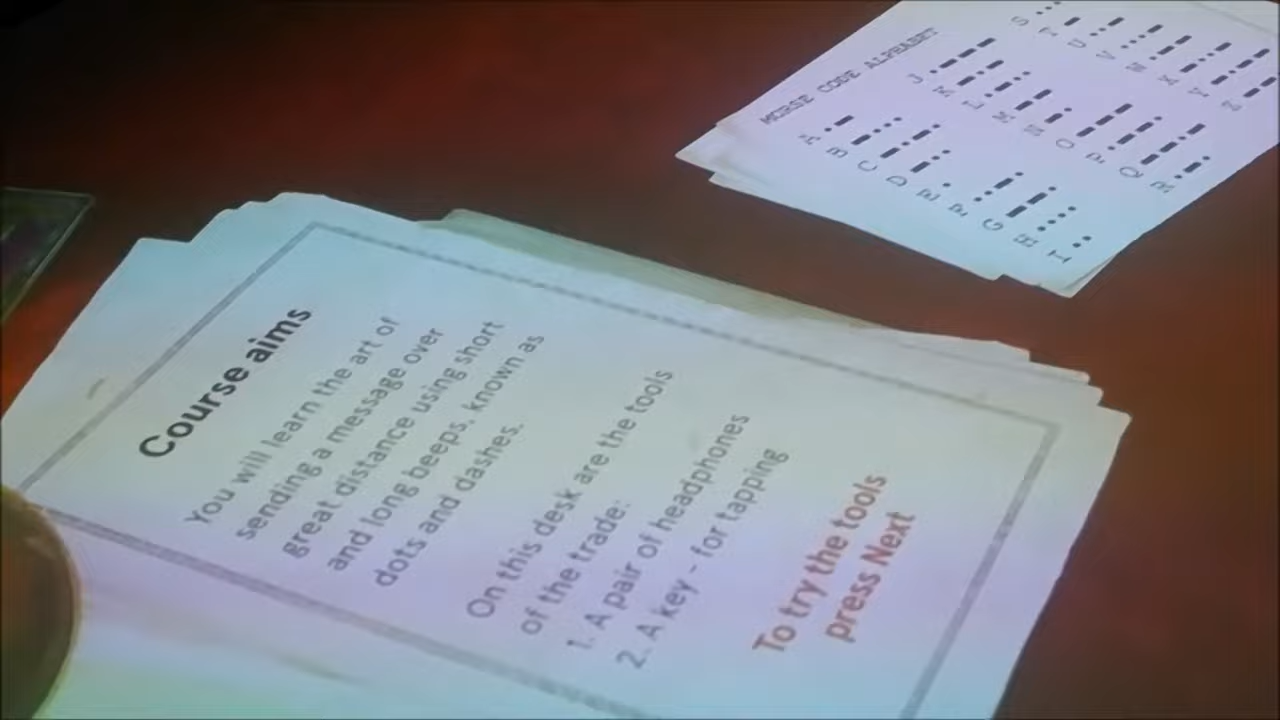 Course aims
You will learn the art of
sending a message over
great distance using short
and long beeps, known as
dots and dashes.
On this desk are the tools
of the trade:
1. A pair of headphones
2. A key - for tapping
To try the tools
press Next
MORSE CODE ALPHABET
A .-
B -...
C -.-.
D -..
E .
F ..-.
G --.
H ....
I ..
J .---
K -.-
L .-..
M --
N -.
O ---
P .--.
Q --.-
R .-.
S ...
T -
U ..-
V ...-
W .--
X -..-
Y -.--
Z --..